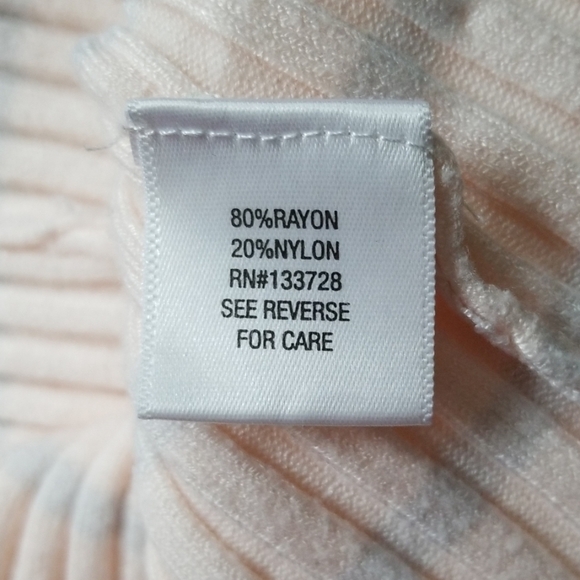 80%RAYON
20%NYLON
RN#133728
SEE REVERSE
FOR CARE